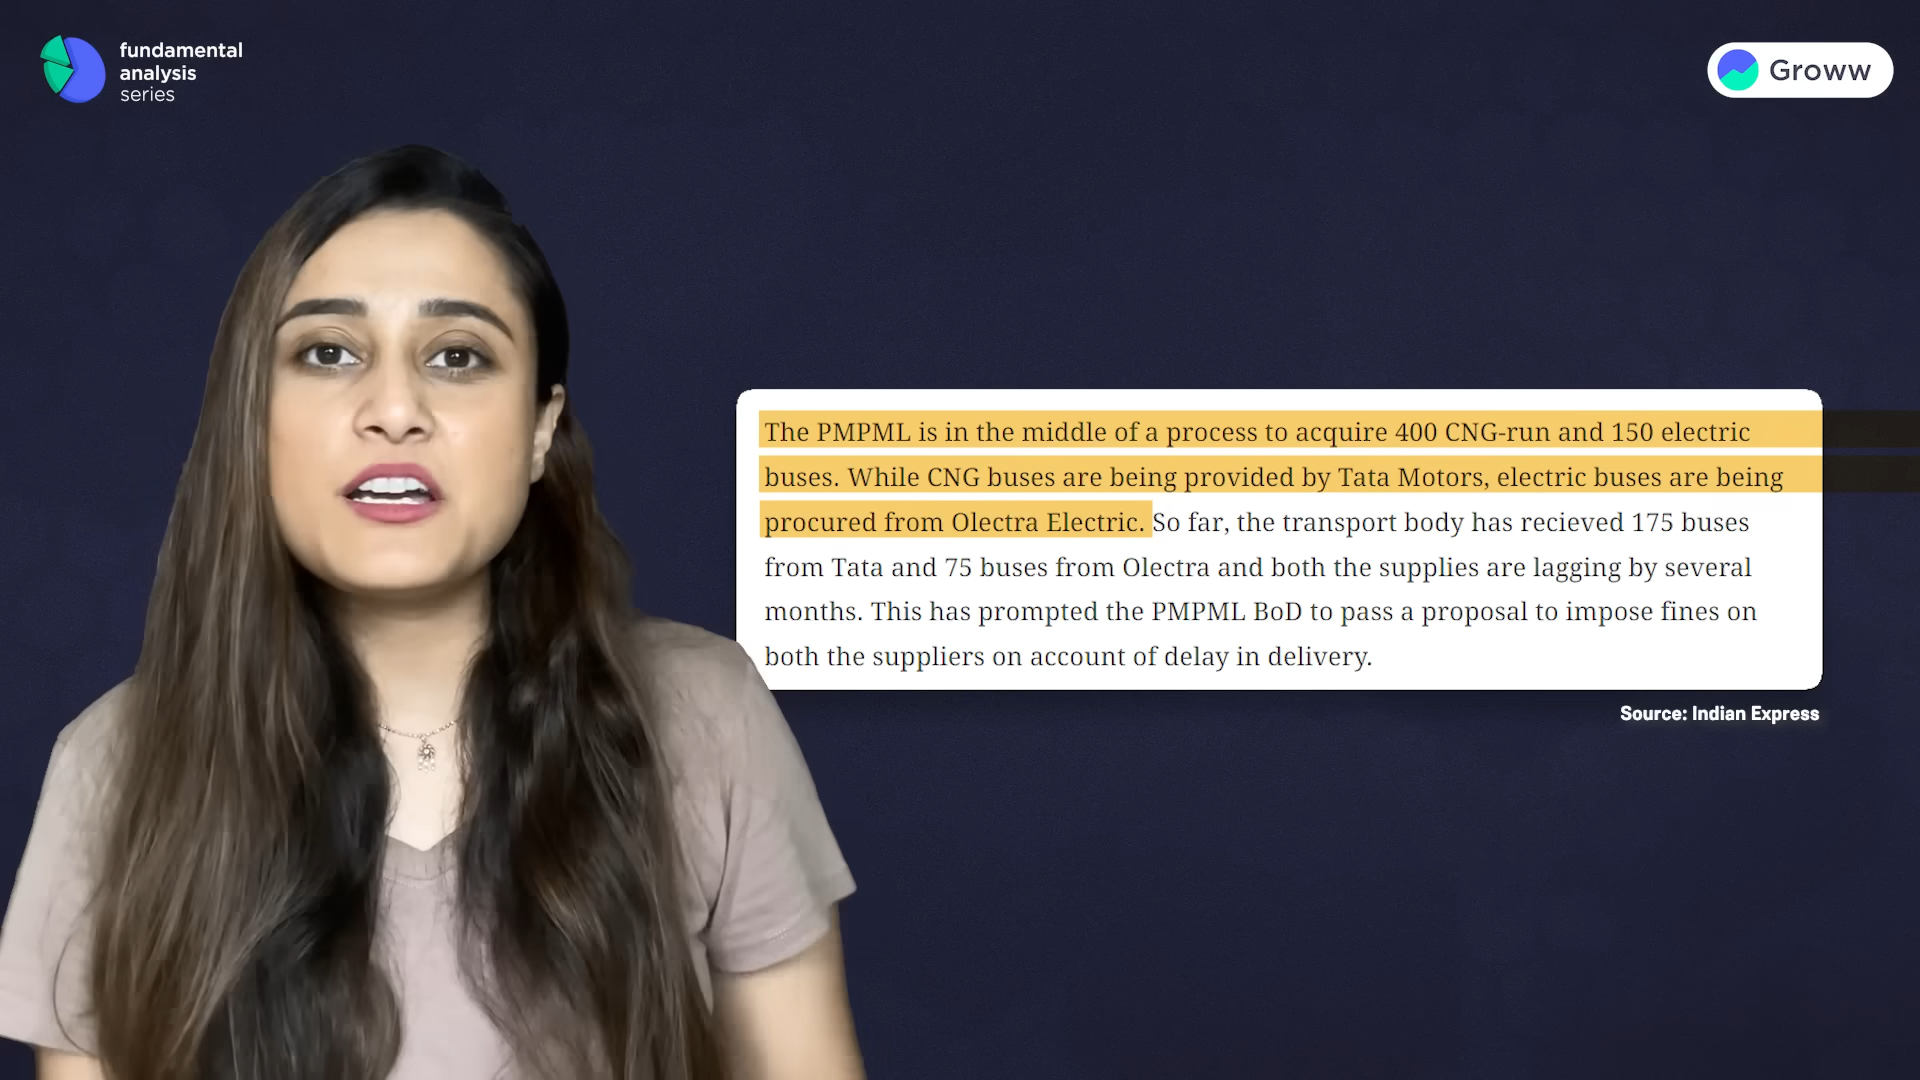 fundamental
analysis
series
Groww
The PMPML is in the middle of a process to acquire 400 CNG-run and 150 electric
buses. While CNG buses are being provided by Tata Motors, electric buses are being
procured from Olectra Electric. So far, the transport body has recieved 175 buses
from Tata and 75 buses from Olectra and both the supplies are lagging by several
months. This has prompted the PMPML BoD to pass a proposal to impose fines on
both the suppliers on account of delay in delivery.
Source: Indian Express